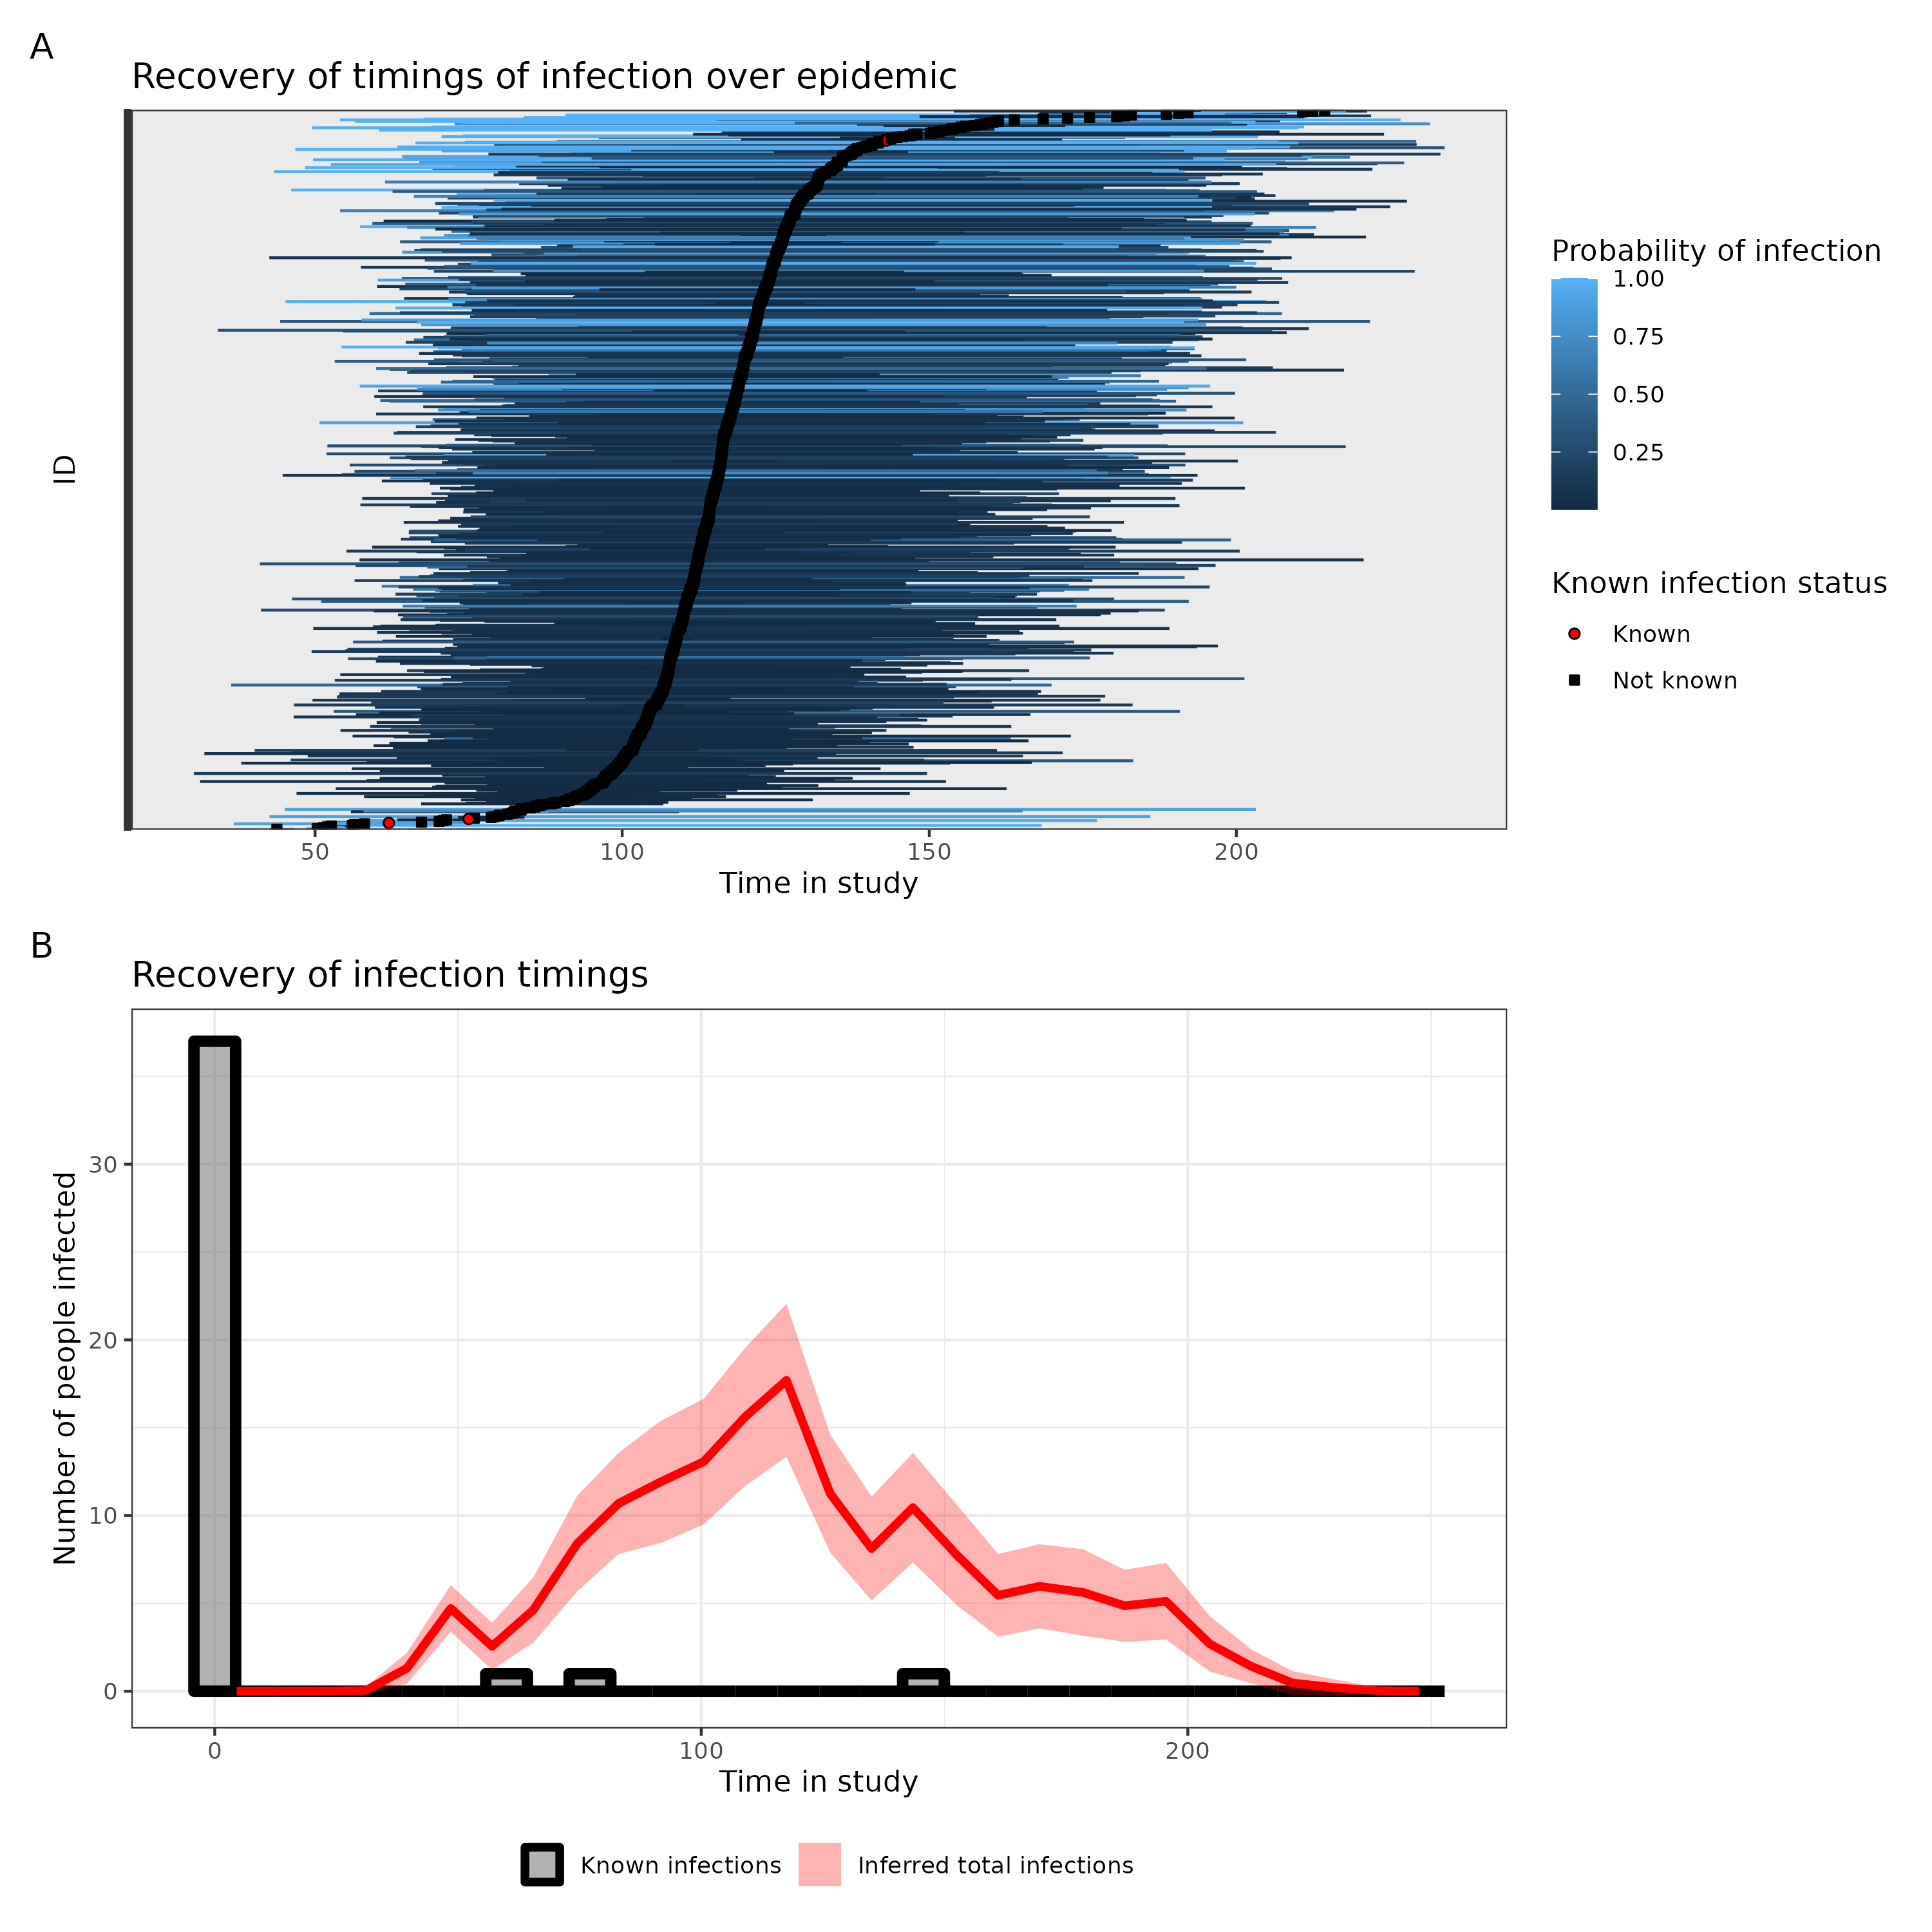 A
Recovery of timings of infection over epidemic
ID
50 100 150 200
Time in study
Probability of infection
1.00
0.75
0.50
0.25
Known infection status
Known
Not known
B
Recovery of infection timings
Number of people infected
30
20
10
0
0 100 200
Time in study
Known infections Inferred total infections